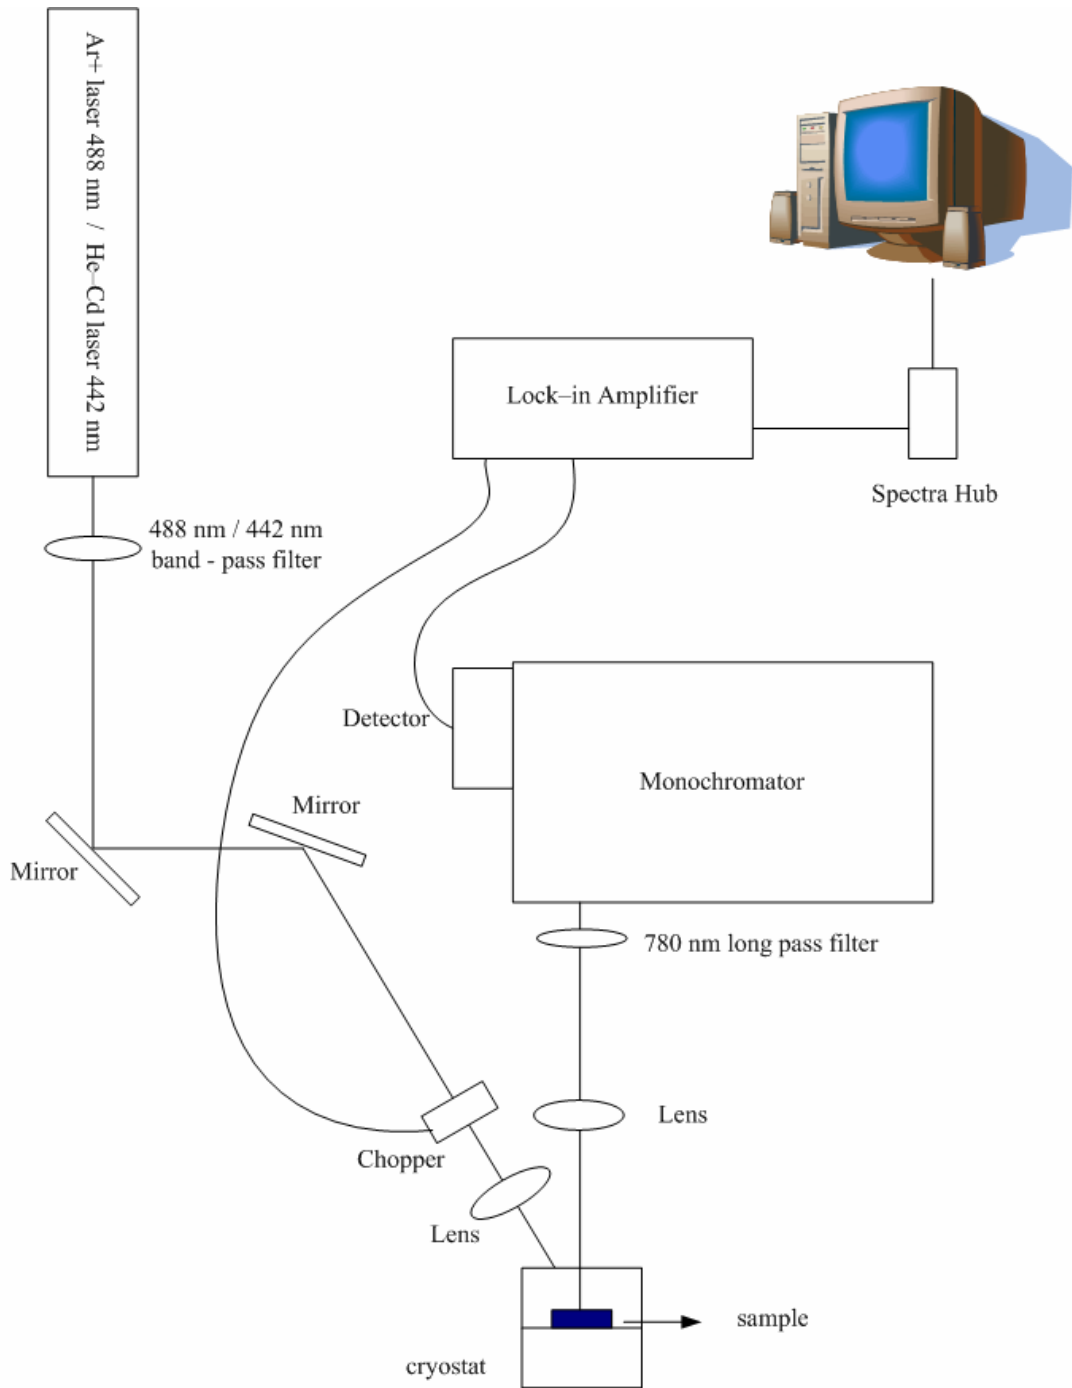 Ar+ laser 488 nm / He–Cd laser 442 nm
Lock–in Amplifier
Spectra Hub
488 nm / 442 nm
band - pass filter
Detector
Monochromator
Mirror
Mirror
780 nm long pass filter
Lens
Chopper
Lens
sample
cryostat